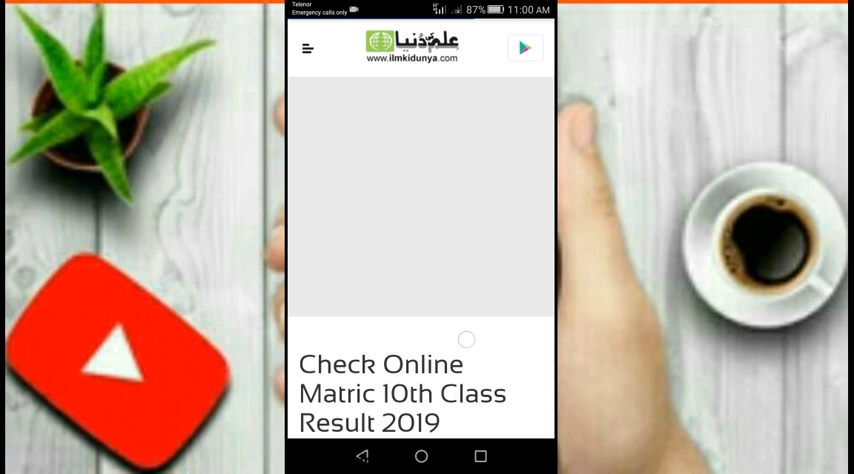 Telenor
Emergency calls only
87%
11:00 AM
علم کی دنیا
www.ilmkidunya.com
Check Online
Matric 10th Class
Result 2019